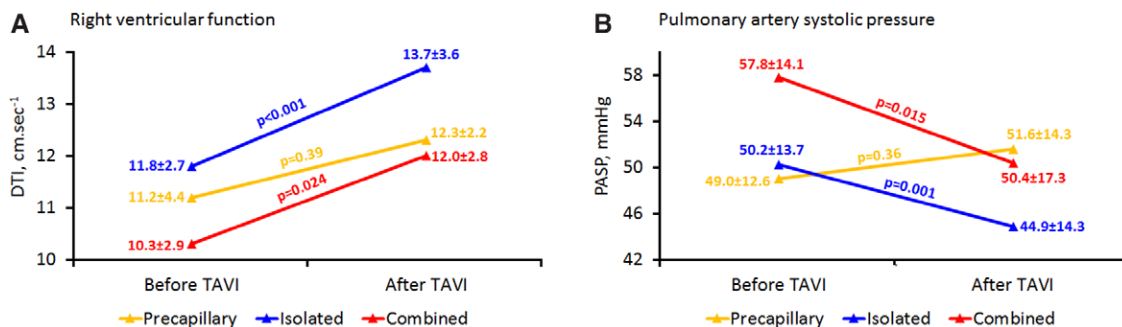 A Right ventricular function
14
13
12
11
10
DTI, cm.sec⁻¹
13.7±3.6
p<0.001
11.8±2.7
12.3±2.2
p=0.39
11.2±4.4
12.0±2.8
p=0.024
10.3±2.9
Before TAVI After TAVI
Precapillary Isolated Combined
B Pulmonary artery systolic pressure
58
54
50
46
42
PASP, mmHg
57.8±14.1
p=0.015
51.6±14.3
50.2±13.7
p=0.36
49.0±12.6
50.4±17.3
p=0.001
44.9±14.3
Before TAVI After TAVI
Precapillary Isolated Combined